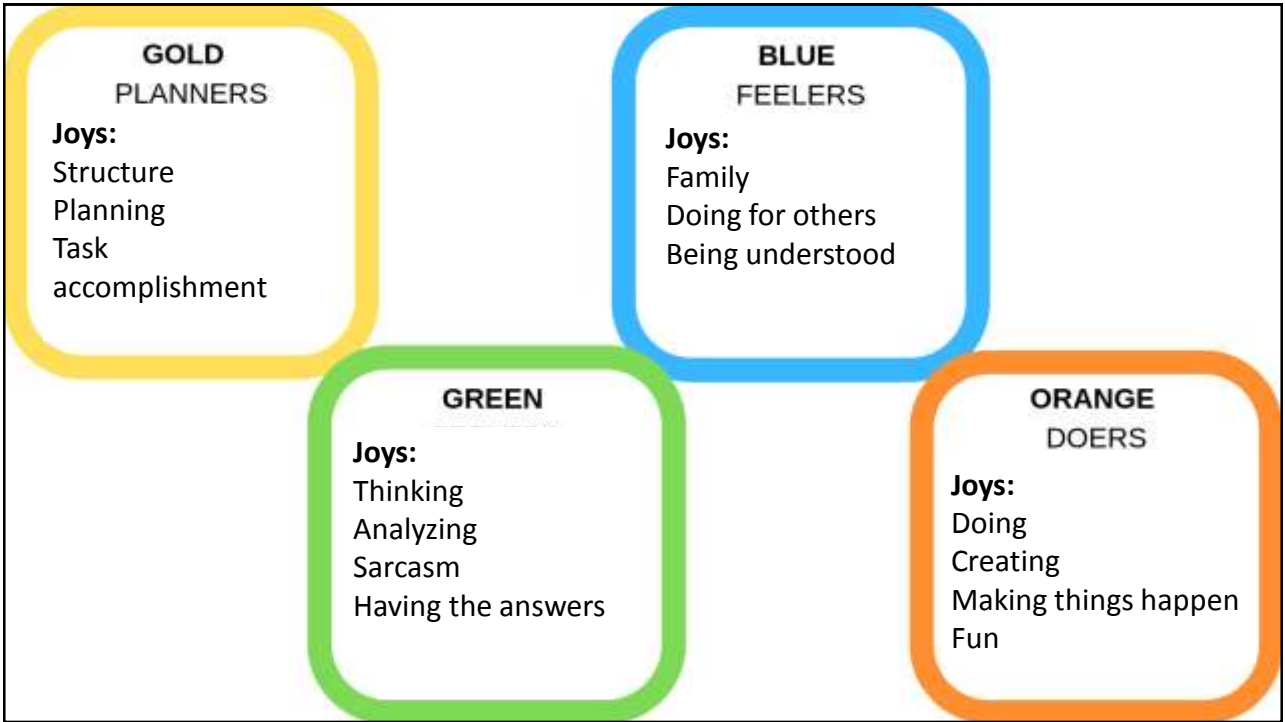 GOLD
PLANNERS
Joys:
Structure
Planning
Task
accomplishment
BLUE
FEELERS
Joys:
Family
Doing for others
Being understood
GREEN
Joys:
Thinking
Analyzing
Sarcasm
Having the answers
ORANGE
DOERS
Joys:
Doing
Creating
Making things happen
Fun